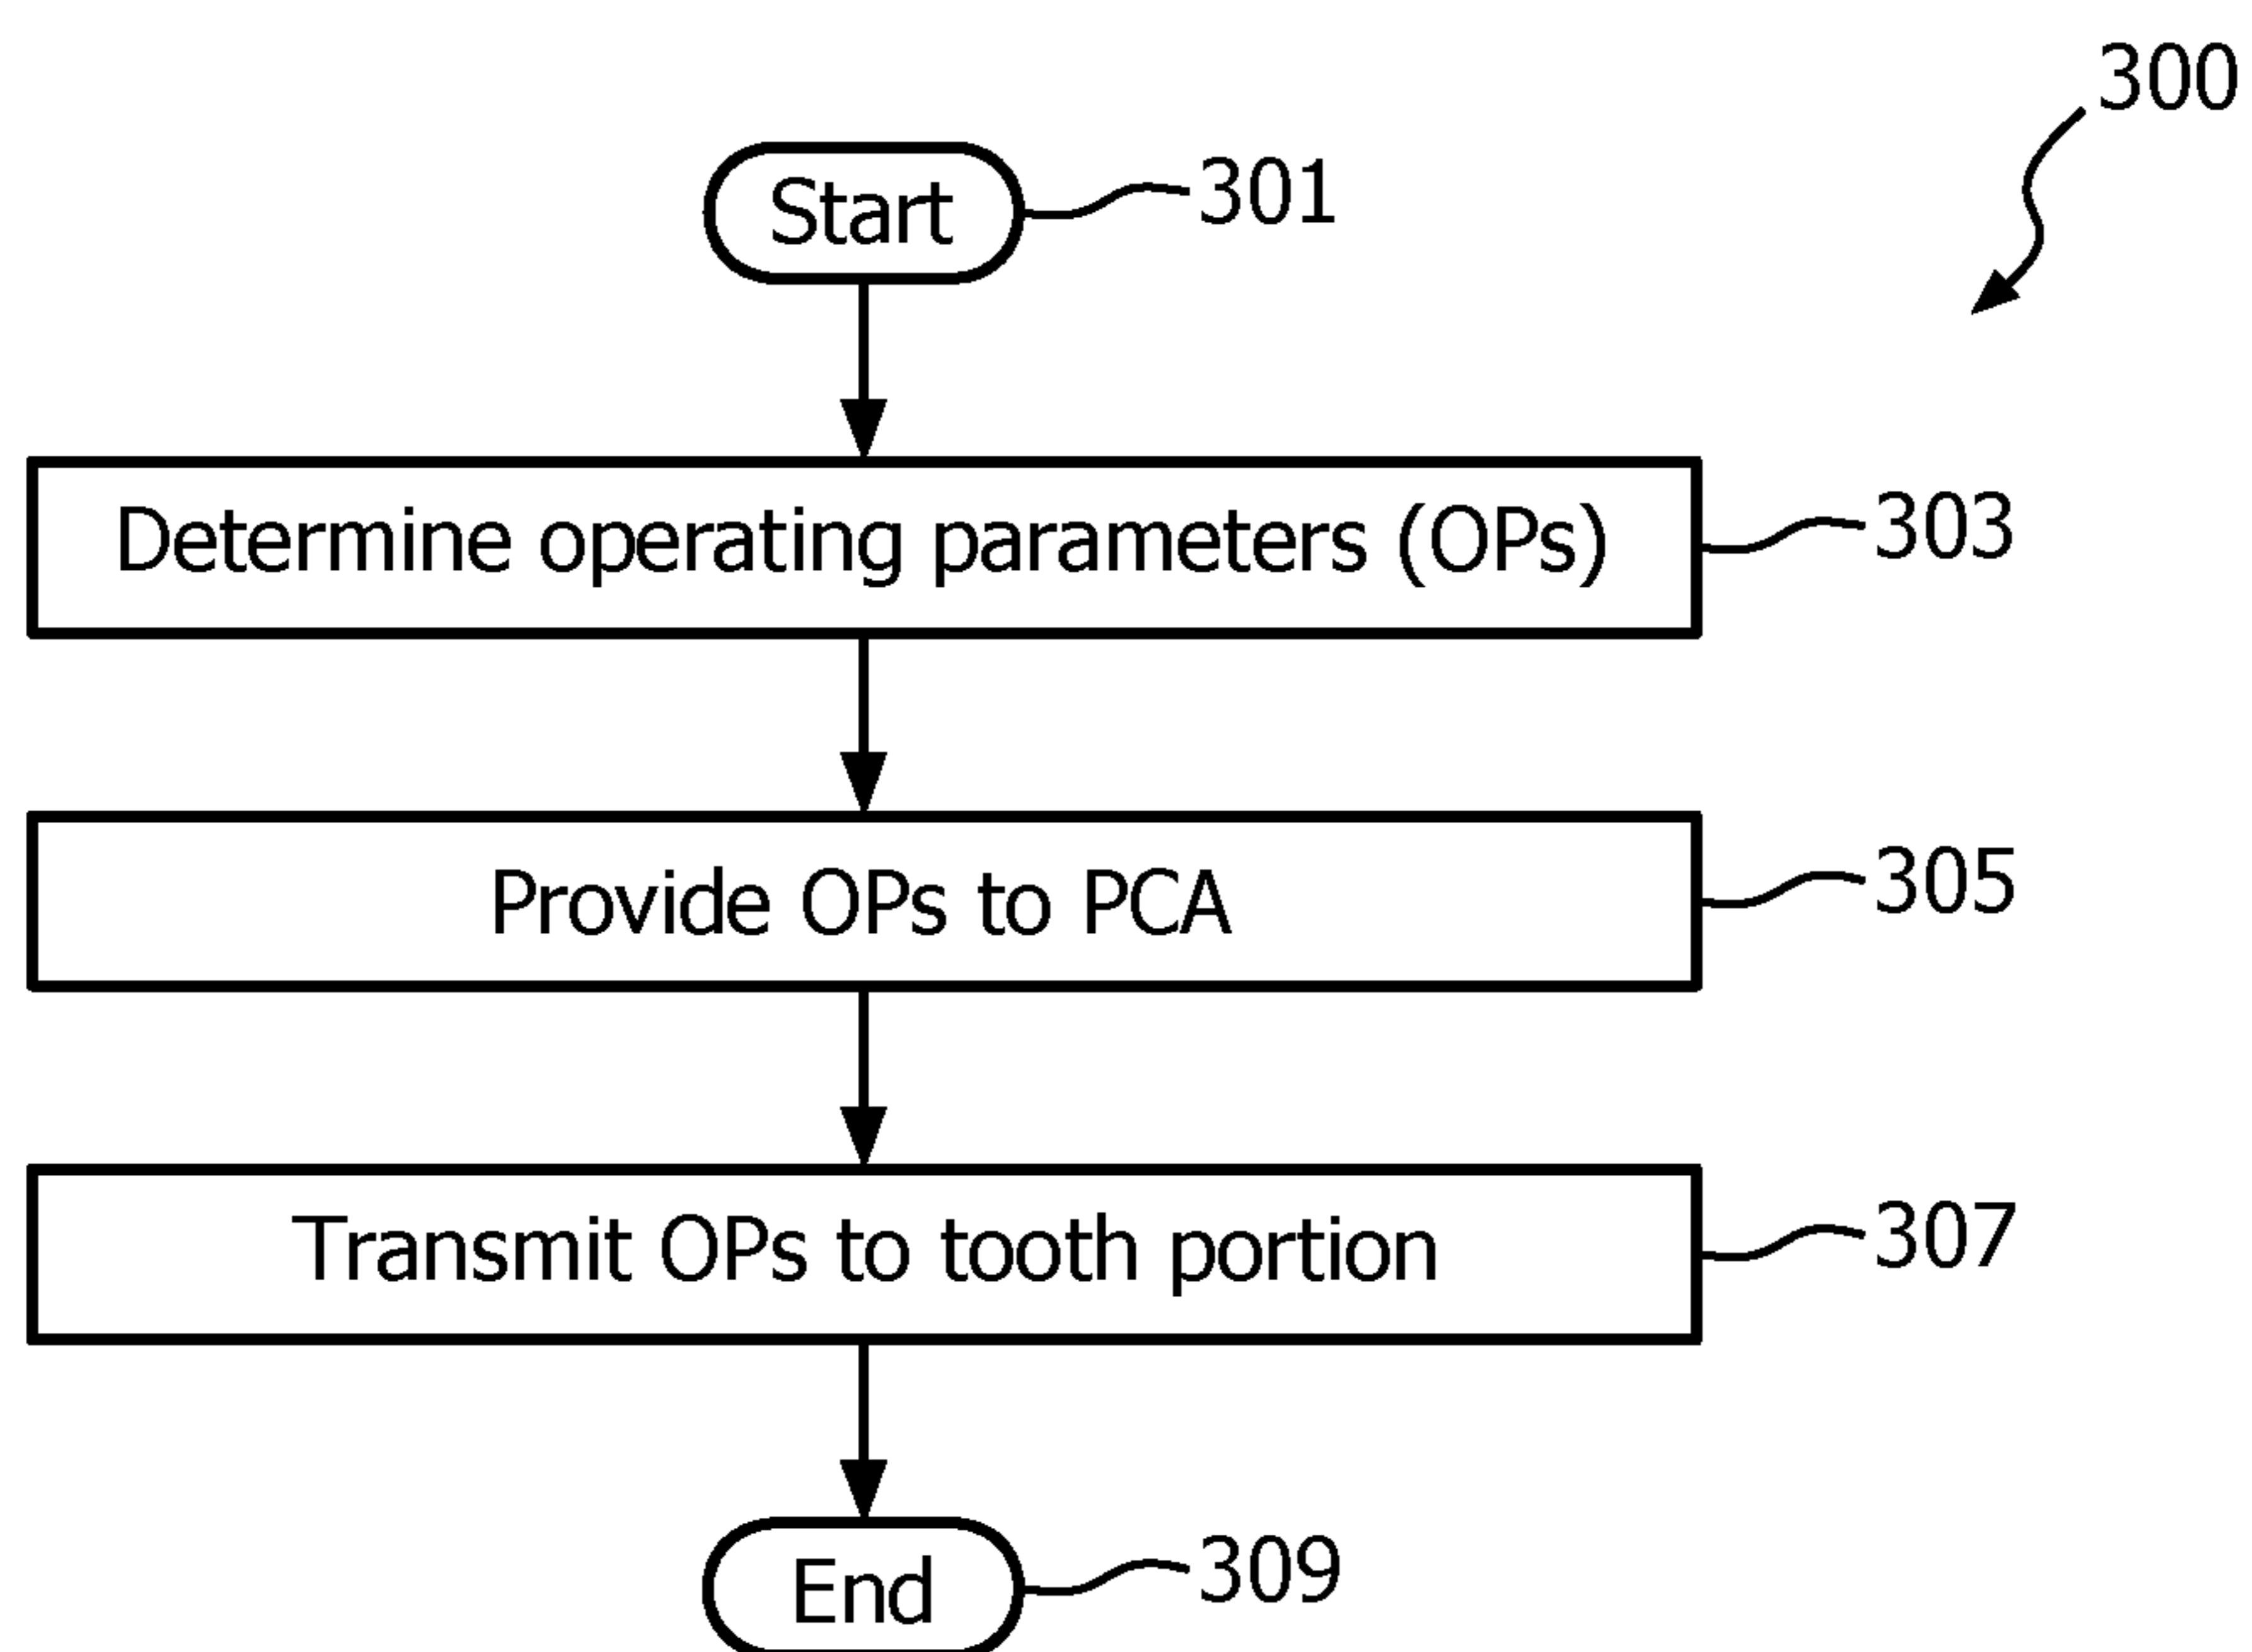 300
Start
301
Determine operating parameters (OPs)
303
Provide OPs to PCA
305
Transmit OPs to tooth portion
307
End
309